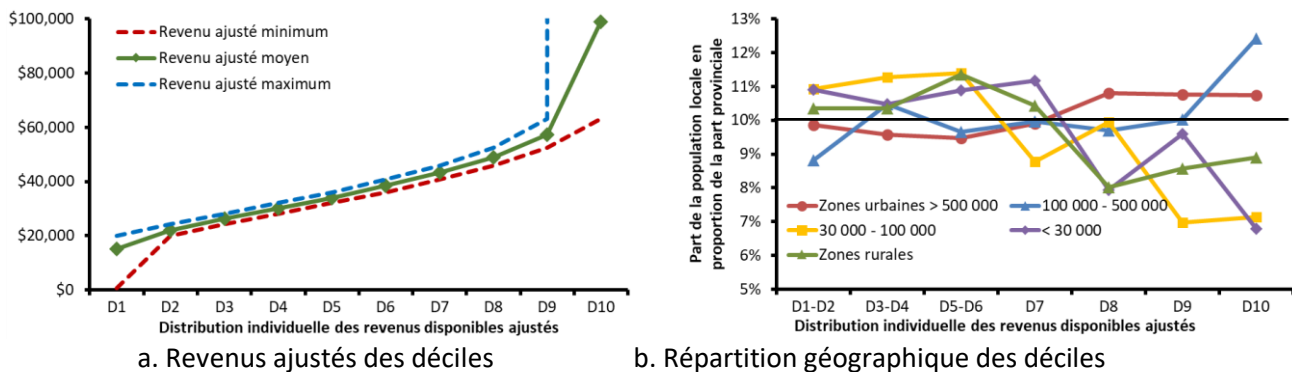 $100,000
$80,000
$60,000
$40,000
$20,000
$0
Revenu ajusté minimum
Revenu ajusté moyen
Revenu ajusté maximum
D1 D2 D3 D4 D5 D6 D7 D8 D9 D10
Distribution individuelle des revenus disponibles ajustés
a. Revenus ajustés des déciles
Part de la population locale en
proportion de la part provinciale
13%
12%
11%
10%
9%
8%
7%
6%
5%
Zones urbaines > 500 000 100 000 - 500 000
30 000 - 100 000 < 30 000
Zones rurales
D1-D2 D3-D4 D5-D6 D7 D8 D9 D10
Distribution individuelle des revenus disponibles ajustés
b. Répartition géographique des déciles